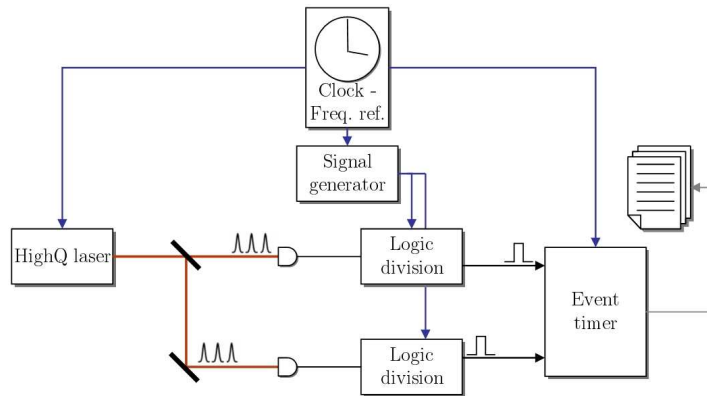 Clock -
Freq. ref.
Signal
generator
HighQ laser
Logic
division
Event
timer
Logic
division